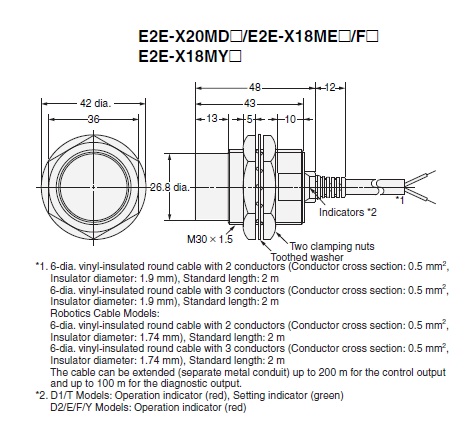 E2E-X20MD□/E2E-X18ME□/F□
E2E-X18MY□
48
12
42 dia.
43
36
13
5
10
26.8 dia.
*1
Indicators *2
M30 × 1.5
Two clamping nuts
Toothed washer
*1. 6-dia. vinyl-insulated round cable with 2 conductors (Conductor cross section: 0.5 mm²,
Insulator diameter: 1.9 mm), Standard length: 2 m
6-dia. vinyl-insulated round cable with 3 conductors (Conductor cross section: 0.5 mm²,
Insulator diameter: 1.9 mm), Standard length: 2 m
Robotics Cable Models:
6-dia. vinyl-insulated round cable with 2 conductors (Conductor cross section: 0.5 mm²,
Insulator diameter: 1.74 mm), Standard length: 2 m
6-dia. vinyl-insulated round cable with 3 conductors (Conductor cross section: 0.5 mm²,
Insulator diameter: 1.74 mm), Standard length: 2 m
The cable can be extended (separate metal conduit) up to 200 m for the control output
and up to 100 m for the diagnostic output.
*2. D1/T Models: Operation indicator (red), Setting indicator (green)
D2/E/F/Y Models: Operation indicator (red)